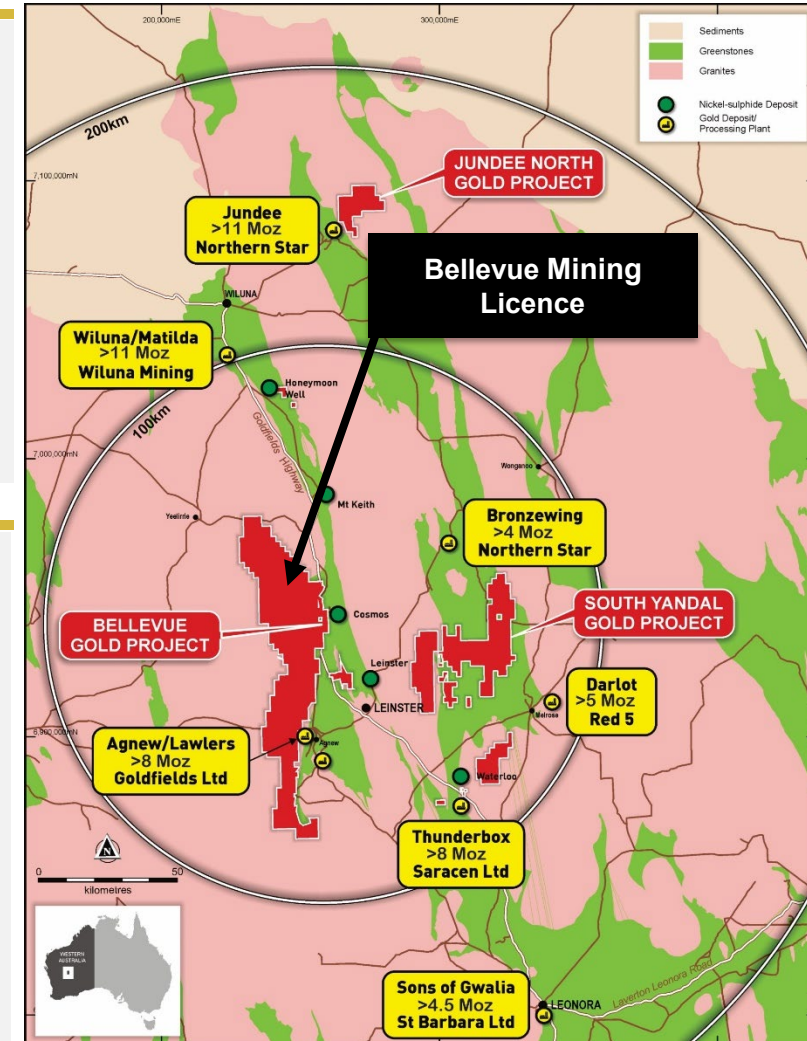 200,000mE
300,000mE
Sediments
Greenstones
Granites
Nickel-sulphide Deposit
Gold Deposit/
Processing Plant
200km
7,100,000mN
JUNDEE NORTH
GOLD PROJECT
Jundee
>11 Moz
Northern Star
Bellevue Mining
Licence
WILUNA
Wiluna/Matilda
>11 Moz
Wiluna Mining
100km
Honeymoon
Well
Goldfields Highway
7,000,000mN
Wonganoo
Mt Keith
Yeelirrie
Bronzewing
>4 Moz
Northern Star
BELLEVUE
GOLD PROJECT
Cosmos
SOUTH YANDAL
GOLD PROJECT
Leinster
LEINSTER
Darlot
>5 Moz
Red 5
Melrose
6,900,000mN
Agnew/Lawlers
>8 Moz
Goldfields Ltd
Agnew
Waterloo
Thunderbox
>8 Moz
Saracen Ltd
N
0
50
kilometres
WESTERN
AUSTRALIA
Sons of Gwalia
>4.5 Moz
St Barbara Ltd
LEONORA
Laverton Leonora Road